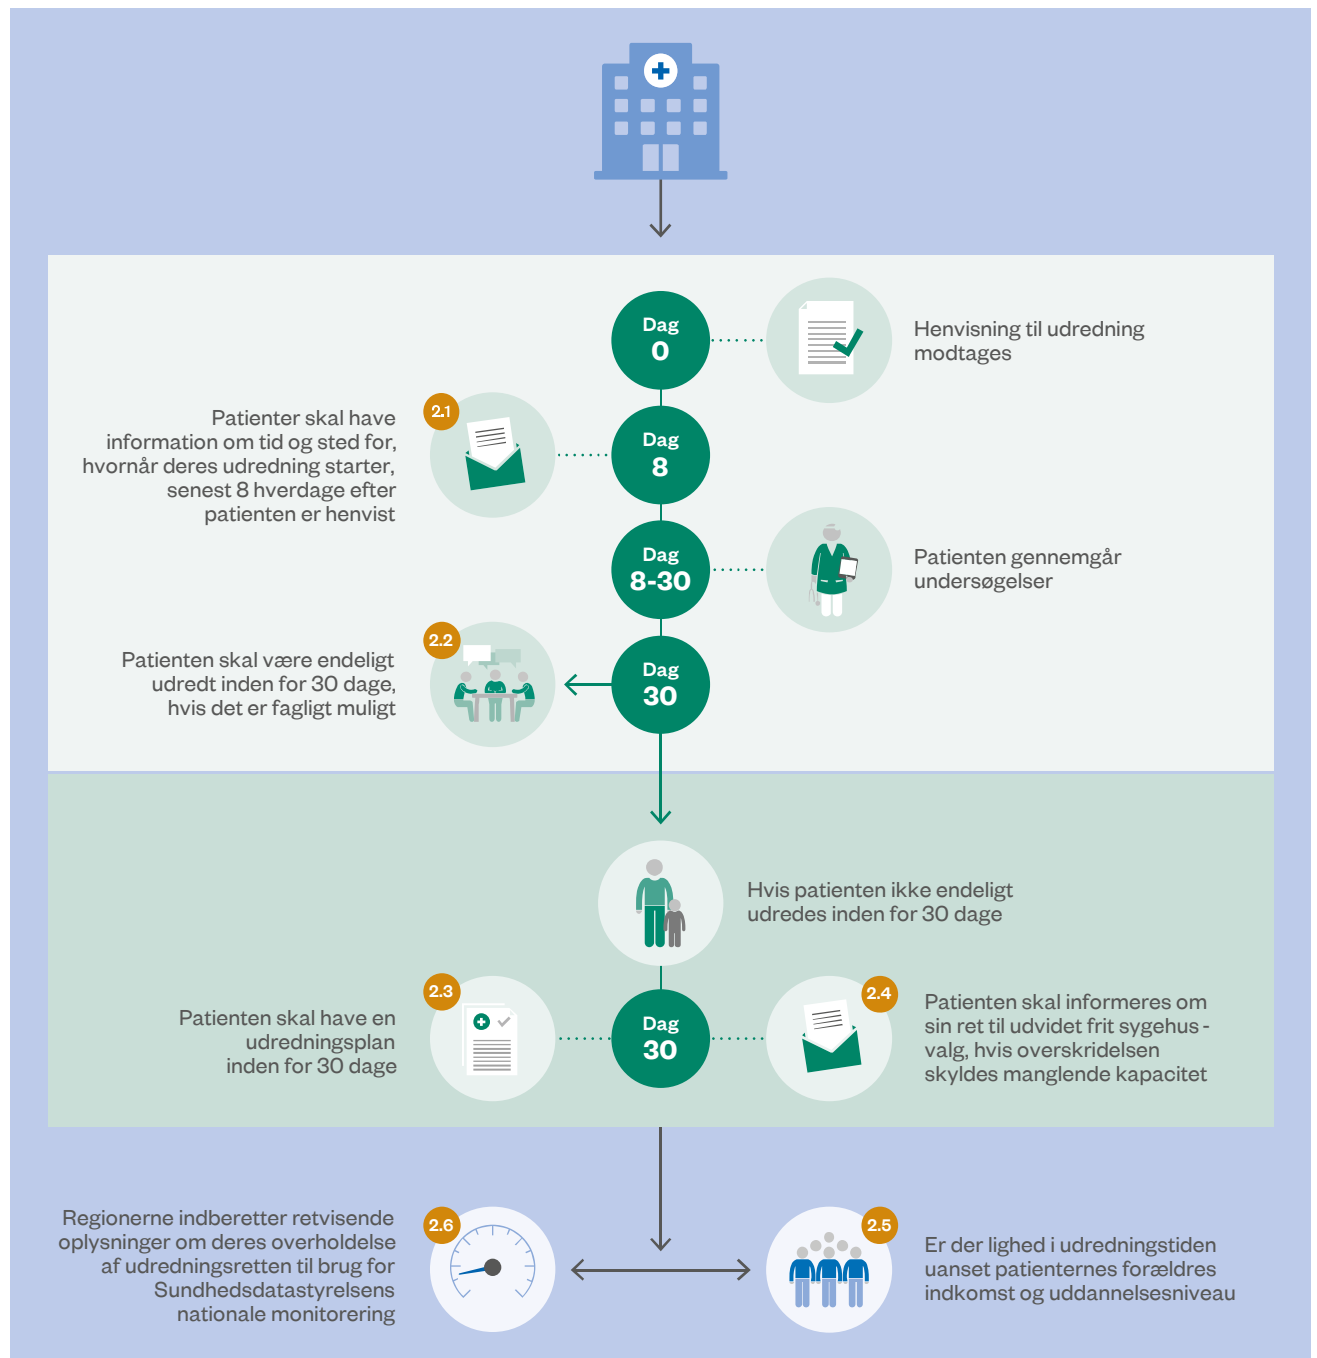 Dag
0
Henvisning til udredning
modtages
2.1
Patienter skal have
information om tid og sted for,
hvornår deres udredning starter,
senest 8 hverdage efter
patienten er henvist
Dag
8
Dag
8-30
Patienten gennemgår
undersøgelser
2.2
Patienten skal være endeligt
udredt inden for 30 dage,
hvis det er fagligt muligt
Dag
30
Hvis patienten ikke endeligt
udredes inden for 30 dage
2.3
Patienten skal have en
udredningsplan
inden for 30 dage
Dag
30
2.4
Patienten skal informeres om
sin ret til udvidet frit sygehus-
valg, hvis overskridelsen
skyldes manglende kapacitet
2.6
Regionerne indberetter retvisende
oplysninger om deres overholdelse
af udredningsretten til brug for
Sundhedsdatastyrelsens
nationale monitorering
2.5
Er der lighed i udredningstiden
uanset patienternes forældres
indkomst og uddannelsesniveau